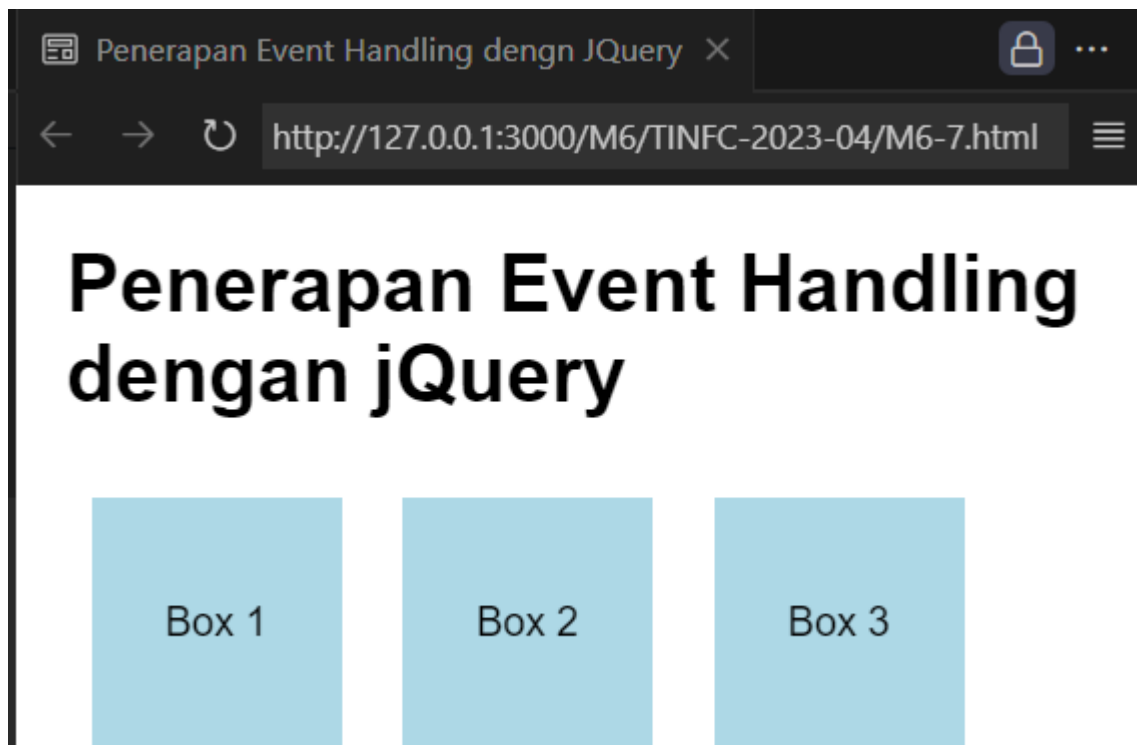 Penerapan Event Handling dengn JQuery
http://127.0.0.1:3000/M6/TINFC-2023-04/M6-7.html
Penerapan Event Handling
dengan jQuery
Box 1
Box 2
Box 3